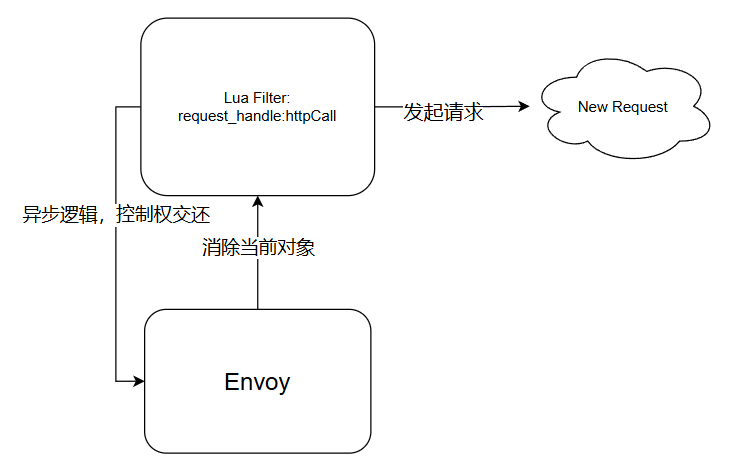 Lua Filter:
request_handle:httpCall
发起请求
New Request
异步逻辑，控制权交还
消除当前对象
Envoy